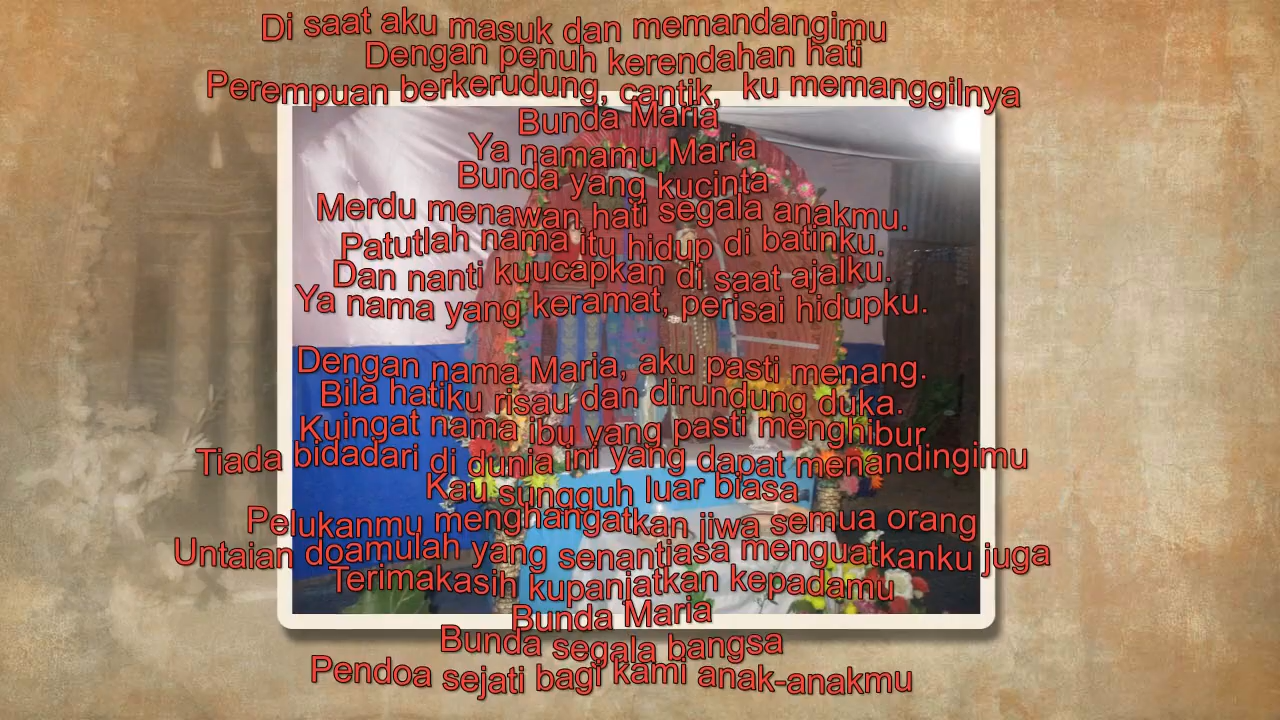 Di saat aku masuk dan memandangimu
Dengan penuh kerendahan hati
Perempuan berkerudung, cantik, ku memanggilnya
Bunda Maria
Ya namamu Maria
Bunda yang kucinta
Merdu menawan hati segala anakmu.
Patutlah nama itu hidup di batinku.
Dan nanti kuucapkan di saat ajalku.
Ya nama yang keramat, perisai hidupku.
Dengan nama Maria, aku pasti menang.
Bila hatiku risau dan dirundung duka.
Kuingat nama ibu yang pasti menghibur.
Tiada bidadari di dunia ini yang dapat menandingimu
Kau sungguh luar biasa
Pelukanmu menghangatkan jiwa semua orang
Untaian doamulah yang senantiasa menguatkanku juga
Terimakasih kupanjatkan kepadamu
Bunda Maria
Bunda segala bangsa
Pendoa sejati bagi kami anak-anakmu